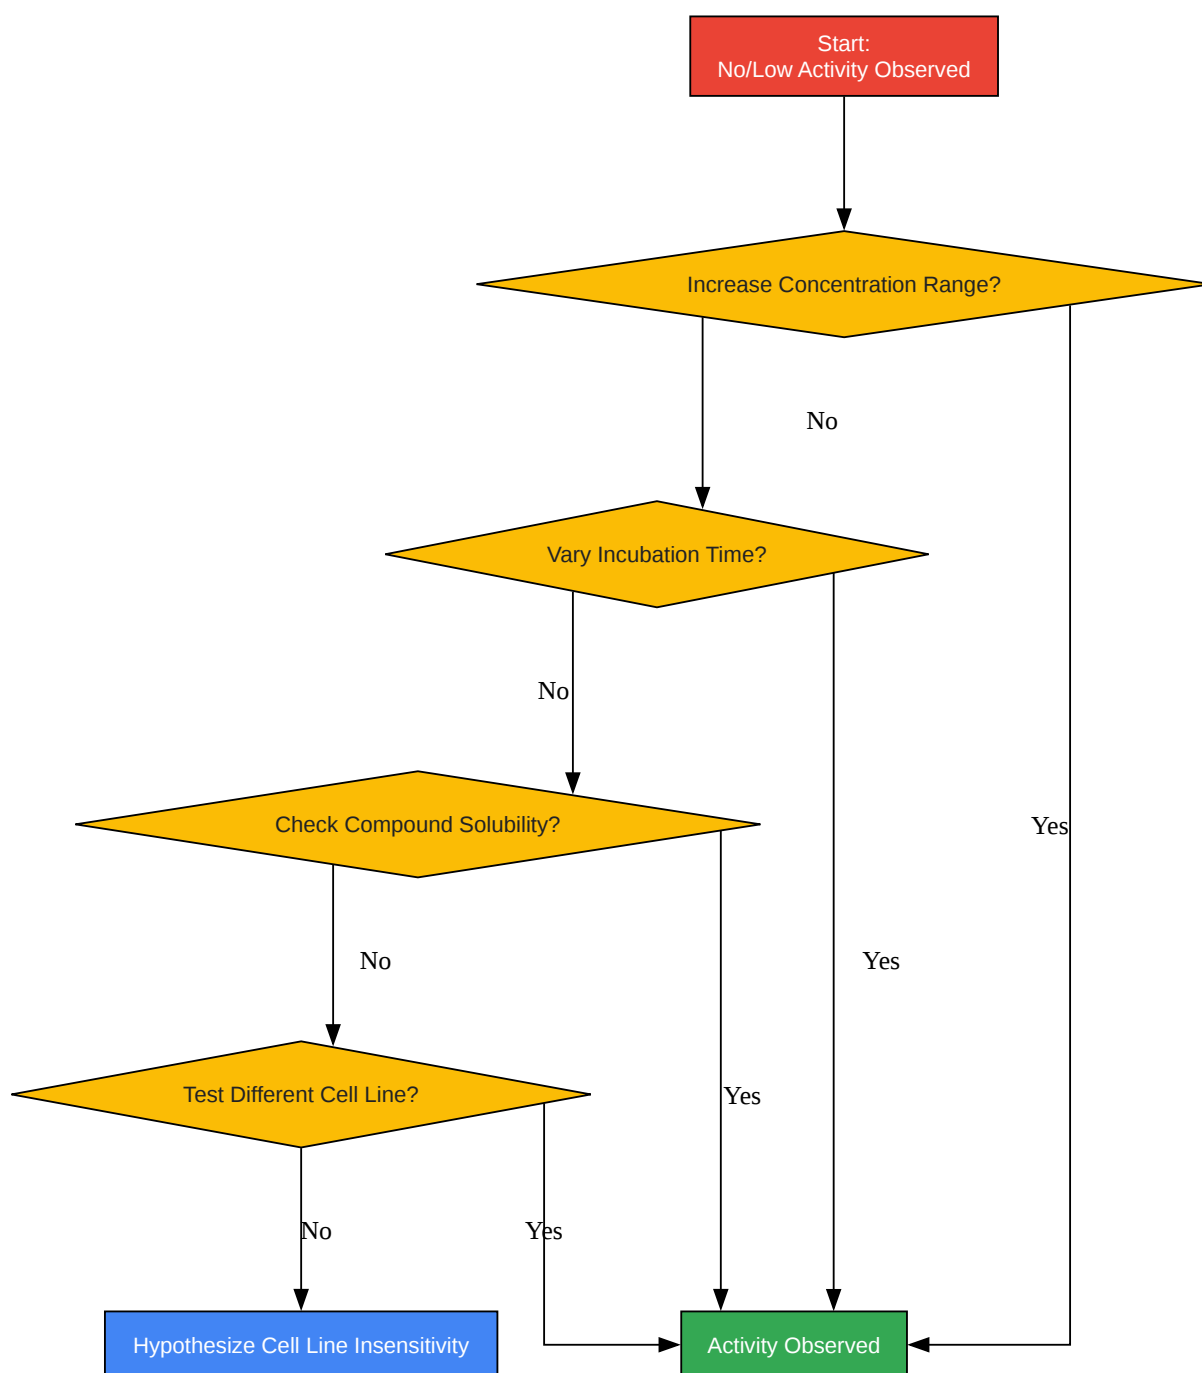 Start:
No/Low Activity Observed
Increase Concentration Range?
No
Vary Incubation Time?
No
Check Compound Solubility?
Yes
No
Yes
Test Different Cell Line?
Yes
No
Yes
Hypothesize Cell Line Insensitivity
Activity Observed